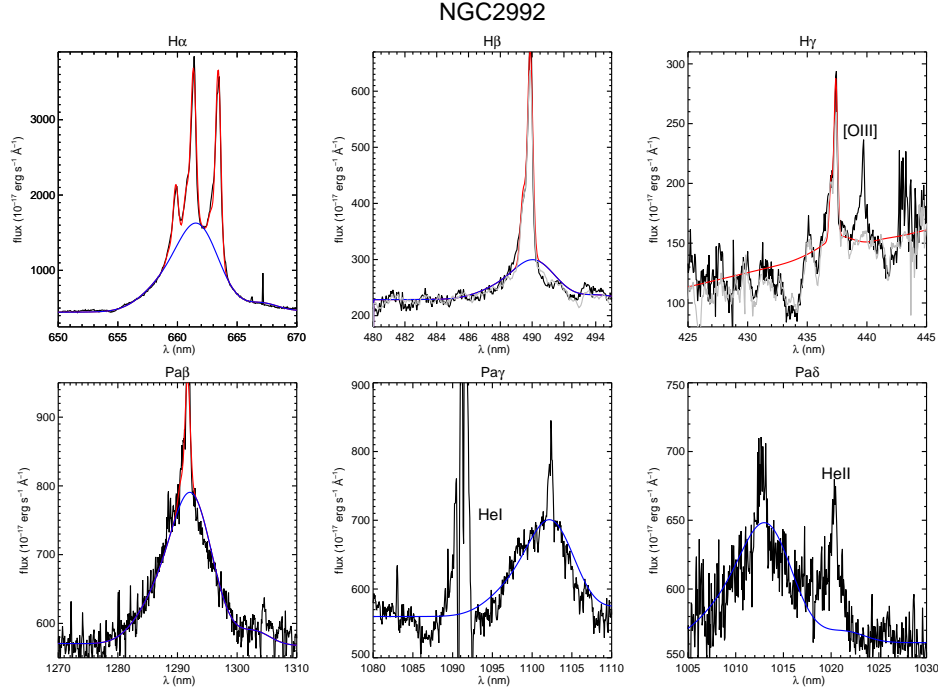 NGC2992
Hα
flux (10⁻¹⁷ erg s⁻¹ Å⁻¹)
3000
2000
1000
650 655 660 665 670
λ (nm)
Hβ
flux (10⁻¹⁷ erg s⁻¹ Å⁻¹)
600
500
400
300
200
480 482 484 486 488 490 492 494
λ (nm)
Hγ
flux (10⁻¹⁷ erg s⁻¹ Å⁻¹)
300
250
200
150
100
[OIII]
425 430 435 440 445
λ (nm)
Paβ
flux (10⁻¹⁷ erg s⁻¹ Å⁻¹)
900
800
700
600
1270 1280 1290 1300 1310
λ (nm)
Paγ
flux (10⁻¹⁷ erg s⁻¹ Å⁻¹)
900
800
700
600
500
HeI
1080 1085 1090 1095 1100 1105 1110
λ (nm)
Paδ
flux (10⁻¹⁷ erg s⁻¹ Å⁻¹)
750
700
650
600
550
HeII
1005 1010 1015 1020 1025 1030
λ (nm)